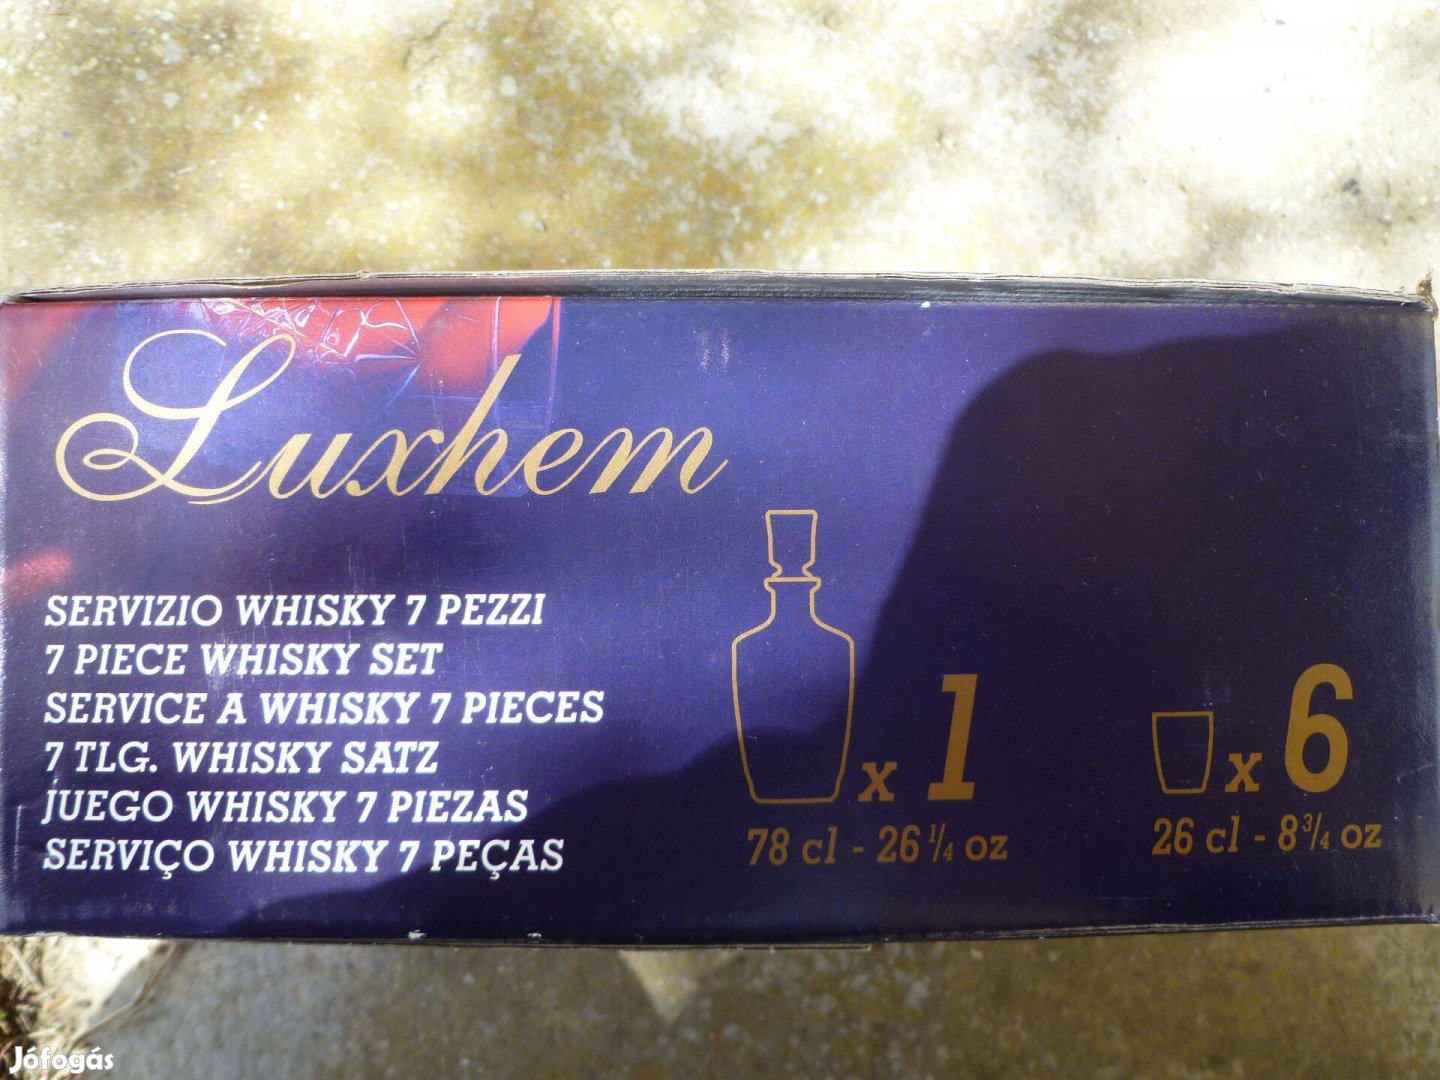 Luxhem
SERVIZIO WHISKY 7 PEZZI
7 PIECE WHISKY SET
SERVICE A WHISKY 7 PIECES
7 TLG. WHISKY SATZ
JUEGO WHISKY 7 PIEZAS
SERVIÇO WHISKY 7 PEÇAS
x 1
78 cl - 26 1/4 oz
x 6
26 cl - 8 3/4 oz
Jófogás